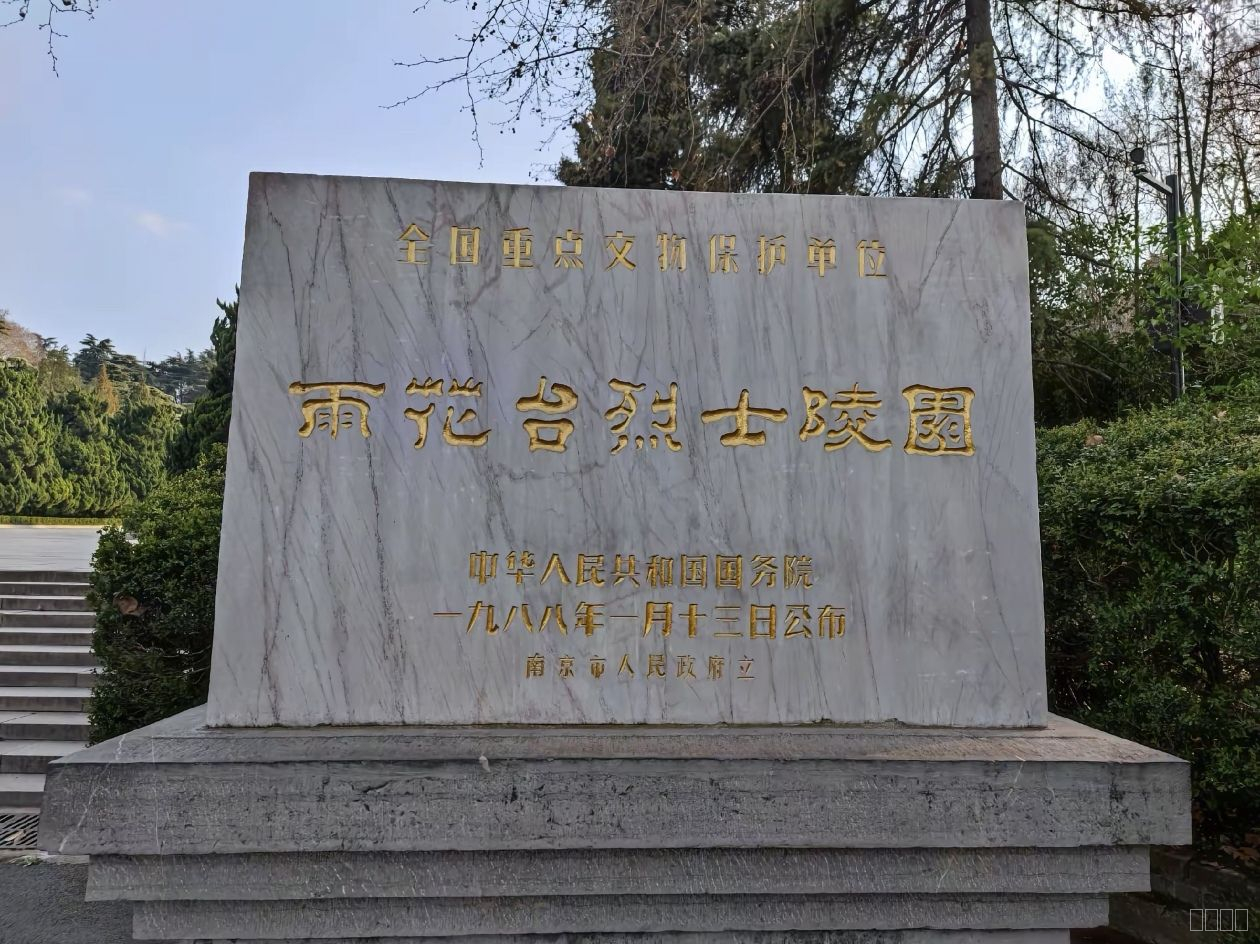 全国重点文物保护单位
雨花台烈士陵園
中华人民共和国国务院
一九八八年一月十三日公布
南京市人民政府立